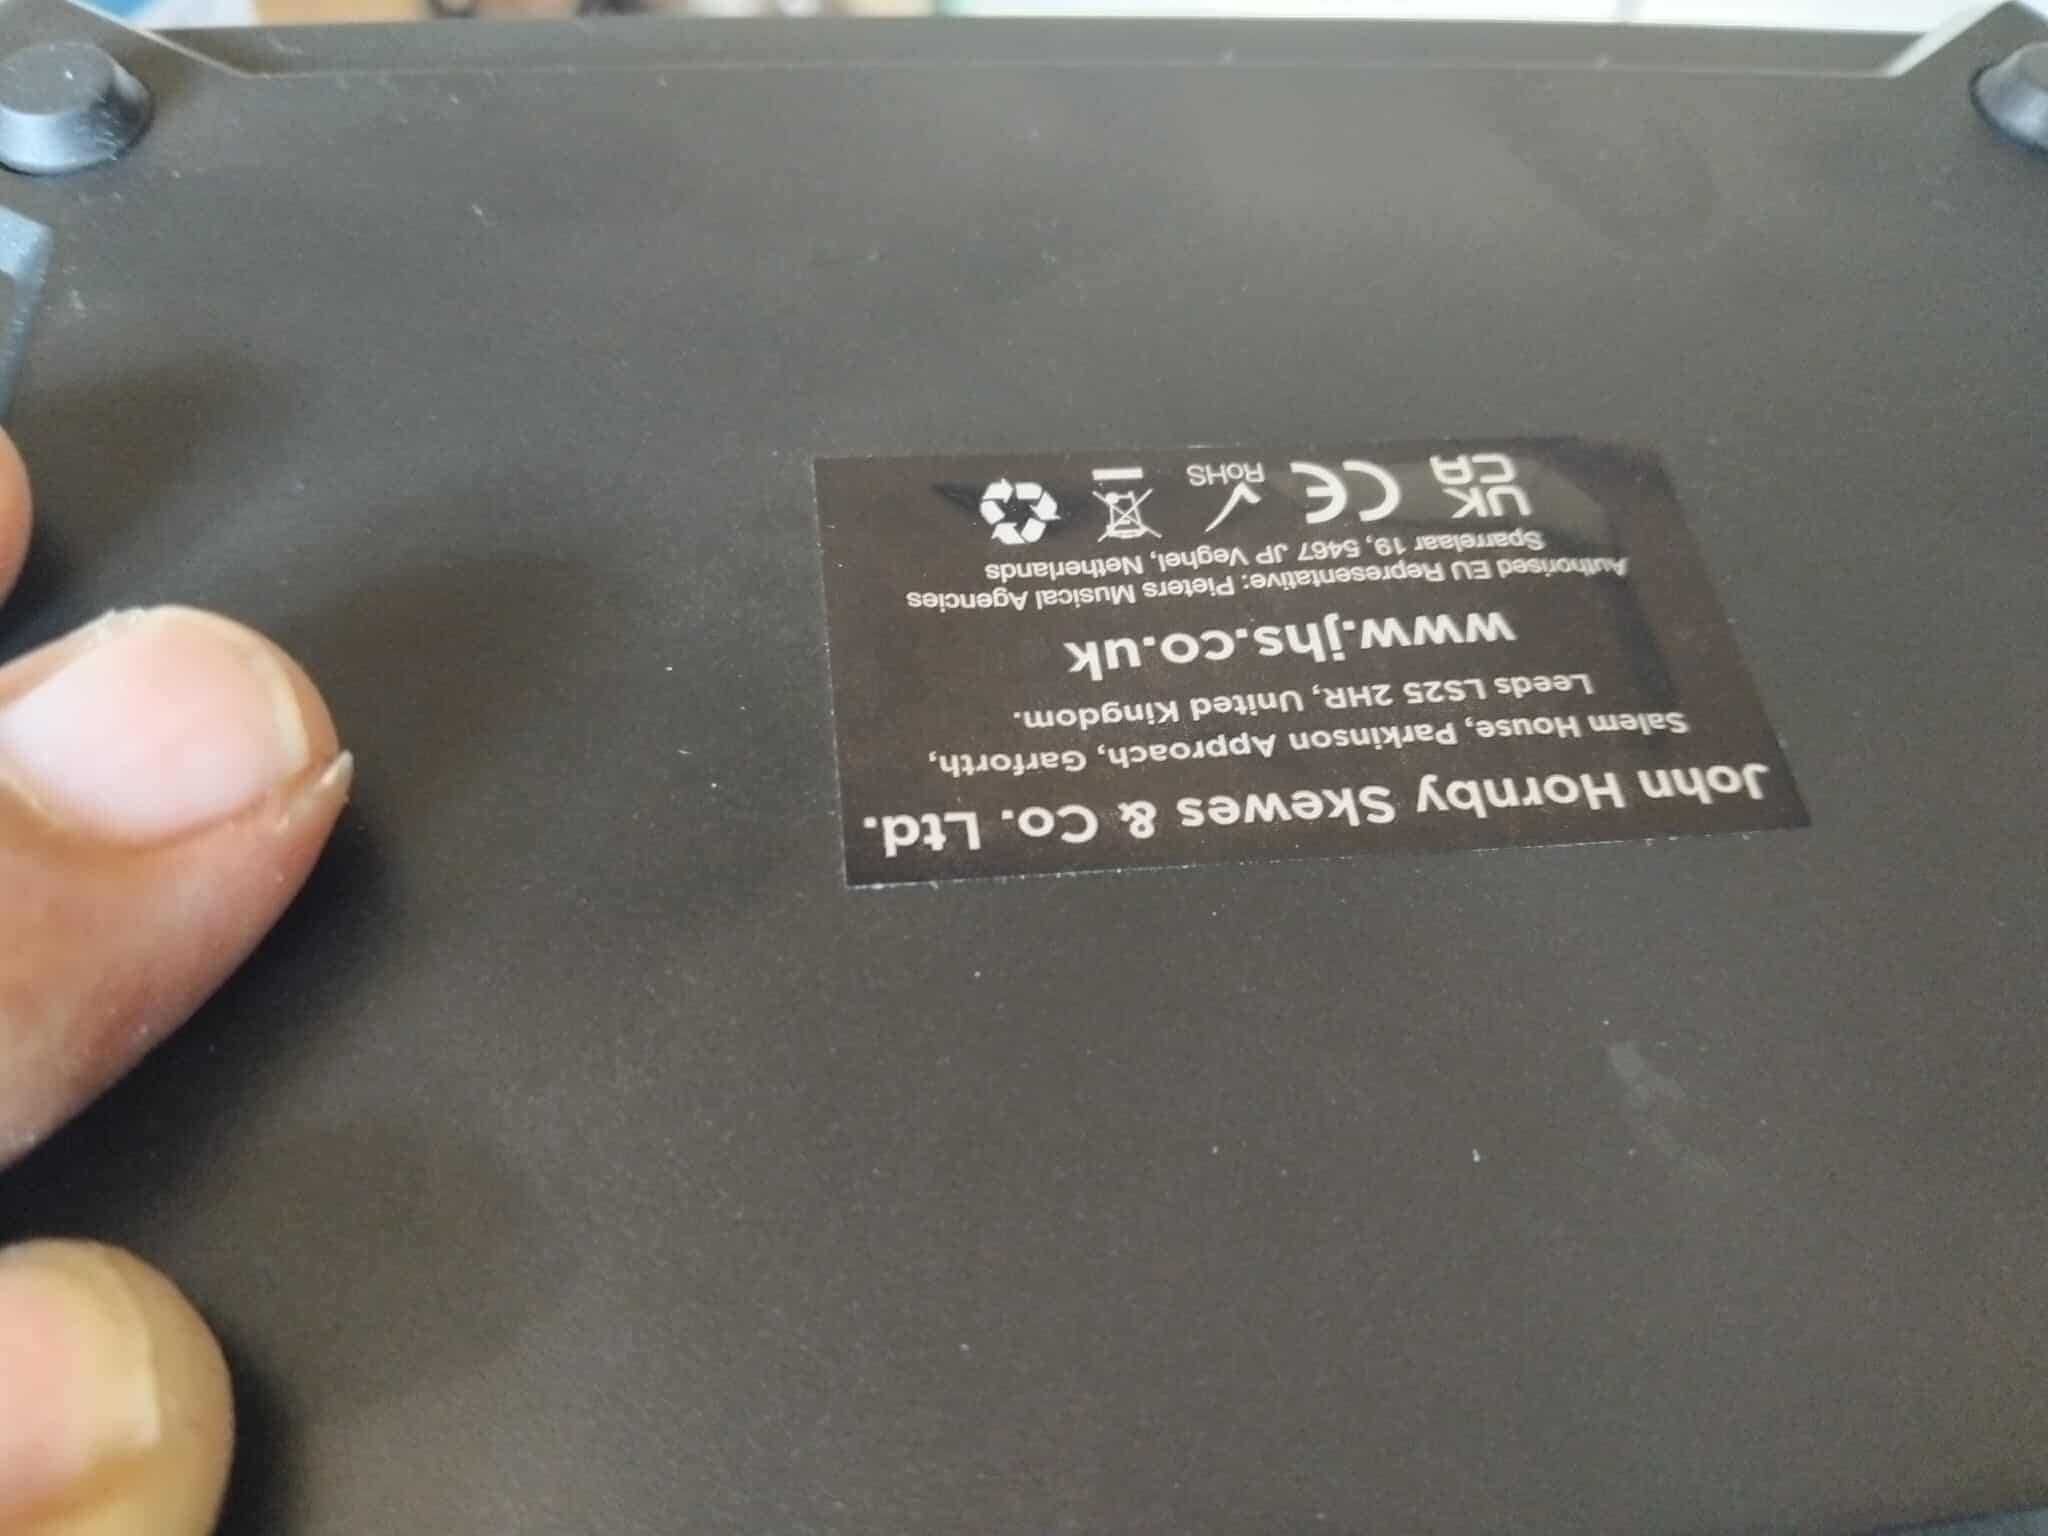 John Hornby Skewes & Co. Ltd.
Salem House, Parkinson Approach, Garforth,
Leeds LS25 2HR, United Kingdom.
www.jhs.co.uk
Authorised EU Representative: Pieters Musical Agencies
Sparrelaar 19, 5467 JP Veghel, Netherlands
UK CA CE RoHS